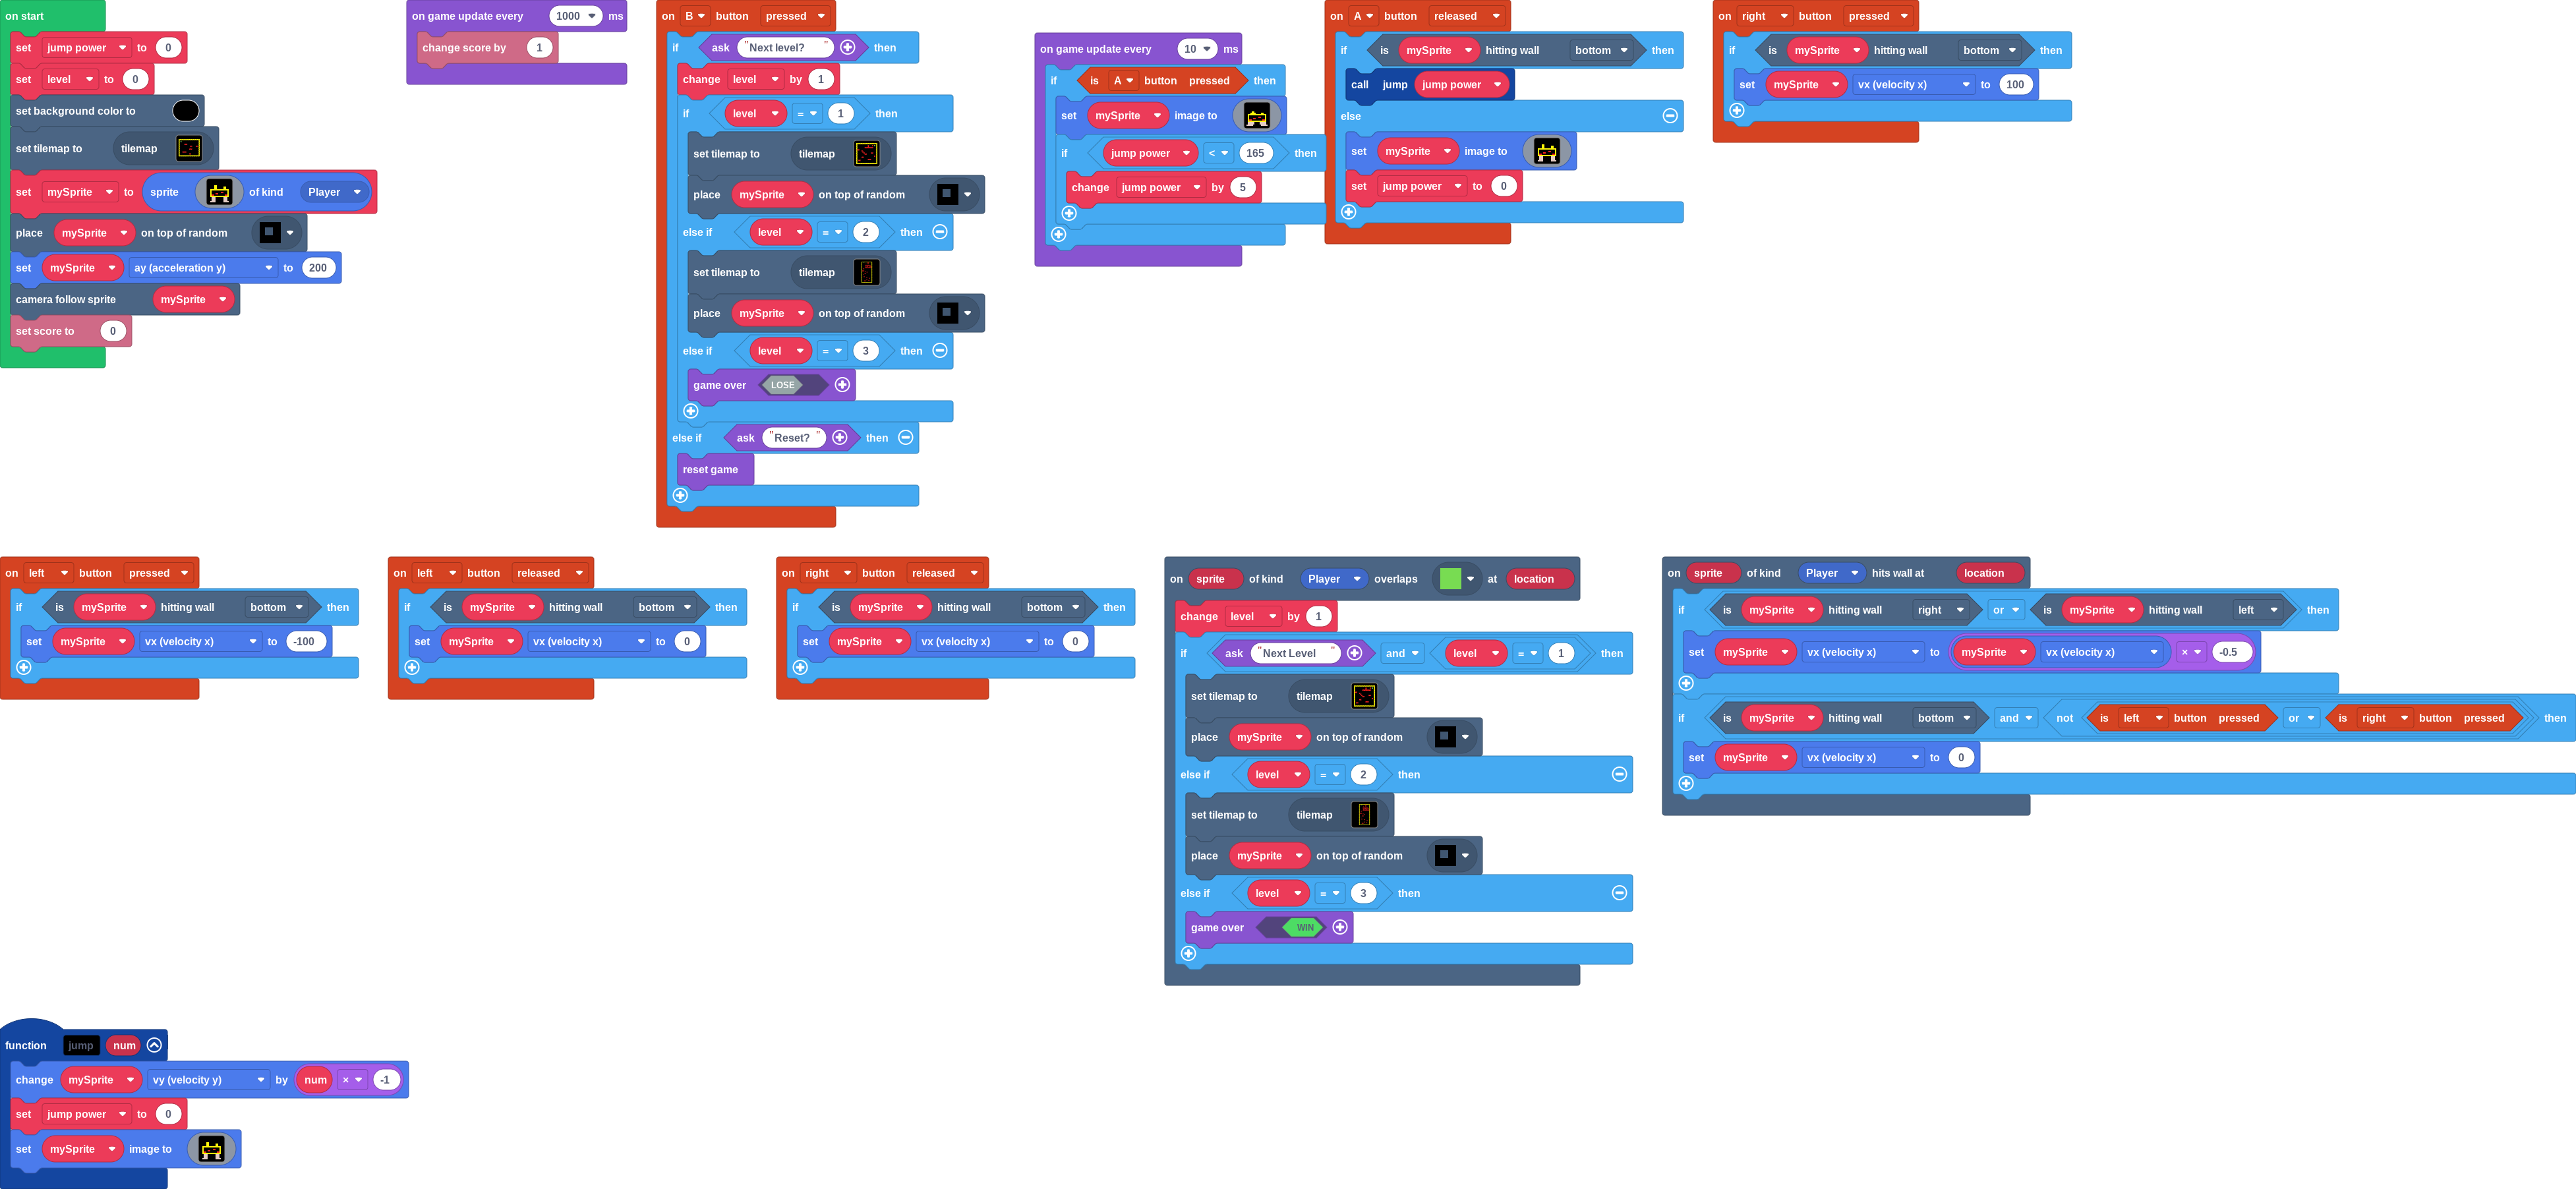 on start
set jump power to 0
set level to 0
set background color to
set tilemap to tilemap
set mySprite to sprite of kind Player
place mySprite on top of random
set mySprite ay (acceleration y) to 200
camera follow sprite mySprite
set score to 0
on game update every 1000 ms
change score by 1
on B button pressed
if ask "Next level? " then
change level by 1
if level = 1 then
set tilemap to tilemap
place mySprite on top of random
else if level = 2 then
set tilemap to tilemap
place mySprite on top of random
else if level = 3 then
game over LOSE
else if ask "Reset? " then
reset game
on game update every 10 ms
if is A button pressed then
set mySprite image to
if jump power < 165 then
change jump power by 5
on A button released
if is mySprite hitting wall bottom then
call jump jump power
else
set mySprite image to
set jump power to 0
on right button pressed
if is mySprite hitting wall bottom then
set mySprite vx (velocity x) to 100
on left button pressed
if is mySprite hitting wall bottom then
set mySprite vx (velocity x) to -100
on left button released
if is mySprite hitting wall bottom then
set mySprite vx (velocity x) to 0
on right button released
if is mySprite hitting wall bottom then
set mySprite vx (velocity x) to 0
on sprite of kind Player overlaps at location
change level by 1
if ask "Next Level " and level = 1 then
set tilemap to tilemap
place mySprite on top of random
else if level = 2 then
set tilemap to tilemap
place mySprite on top of random
else if level = 3 then
game over WIN
on sprite of kind Player hits wall at location
if is mySprite hitting wall right or is mySprite hitting wall left then
set mySprite vx (velocity x) to mySprite vx (velocity x) × -0.5
if is mySprite hitting wall bottom and not is left button pressed or is right button pressed then
set mySprite vx (velocity x) to 0
function jump num
change mySprite vy (velocity y) by num × -1
set jump power to 0
set mySprite image to